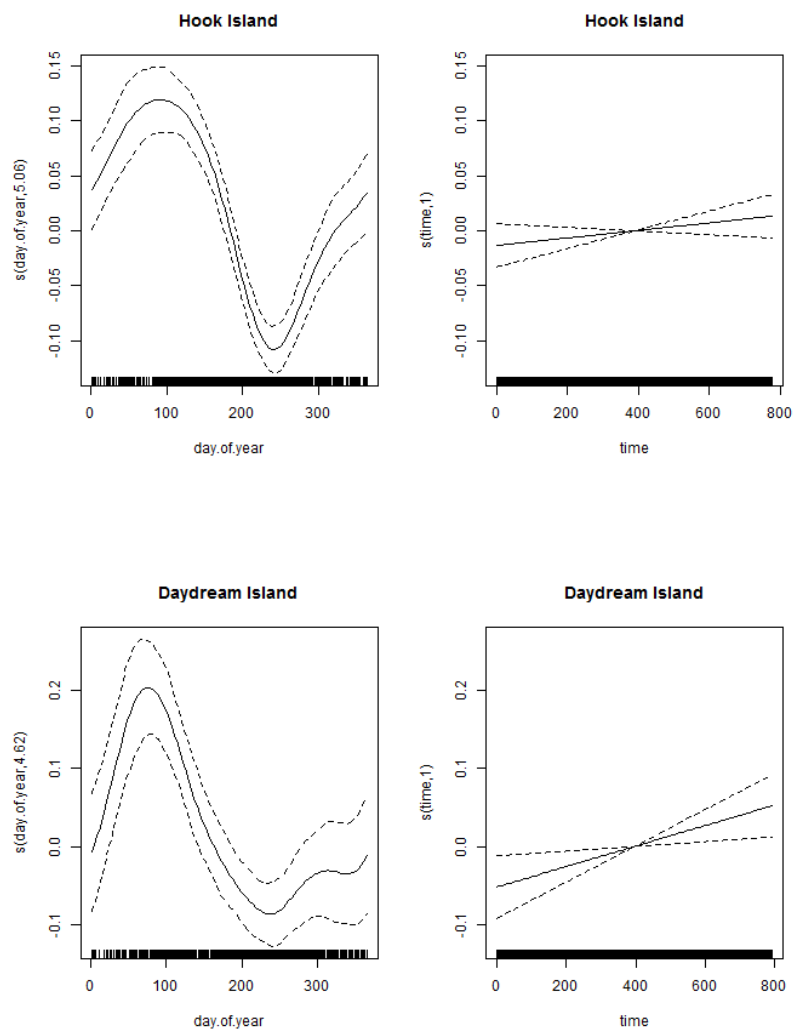 Hook Island
s(day.of.year,5.06)
0.15
0.10
0.05
0.00
-0.05
-0.10
0 100 200 300
day.of.year
Hook Island
s(time,1)
0.15
0.10
0.05
0.00
-0.05
-0.10
0 200 400 600 800
time
Daydream Island
s(day.of.year,4.62)
0.2
0.1
0.0
-0.1
0 100 200 300
day.of.year
Daydream Island
s(time,1)
0.2
0.1
0.0
-0.1
0 200 400 600 800
time